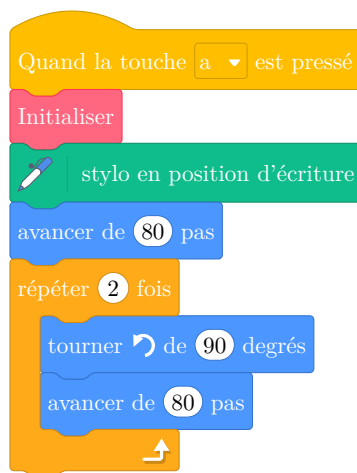 Quand la touche a est pressé
Initialiser
stylo en position d'écriture
avancer de 80 pas
répéter 2 fois
tourner de 90 degrés
avancer de 80 pas